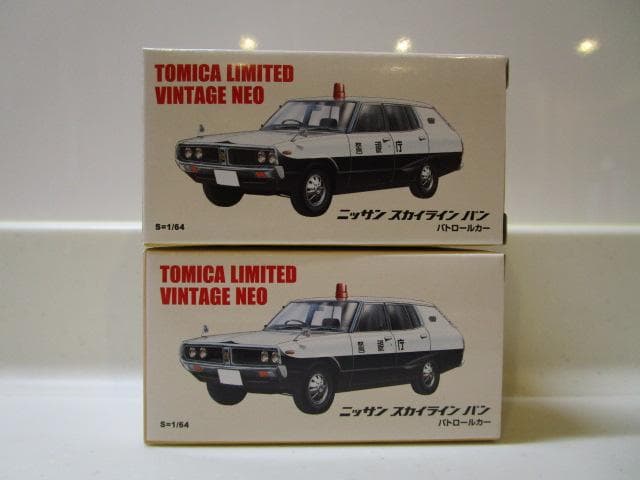 TOMICA LIMITED
VINTAGE NEO
警視庁
S=1/64
ニッサン スカイライン バン
パトロールカー
TOMICA LIMITED
VINTAGE NEO
警視庁
S=1/64
ニッサン スカイライン バン
パトロールカー